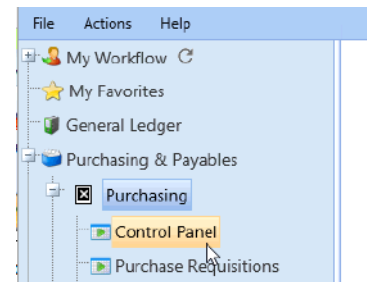 File Actions Help
My Workflow
My Favorites
General Ledger
Purchasing & Payables
Purchasing
Control Panel
Purchase Requisitions